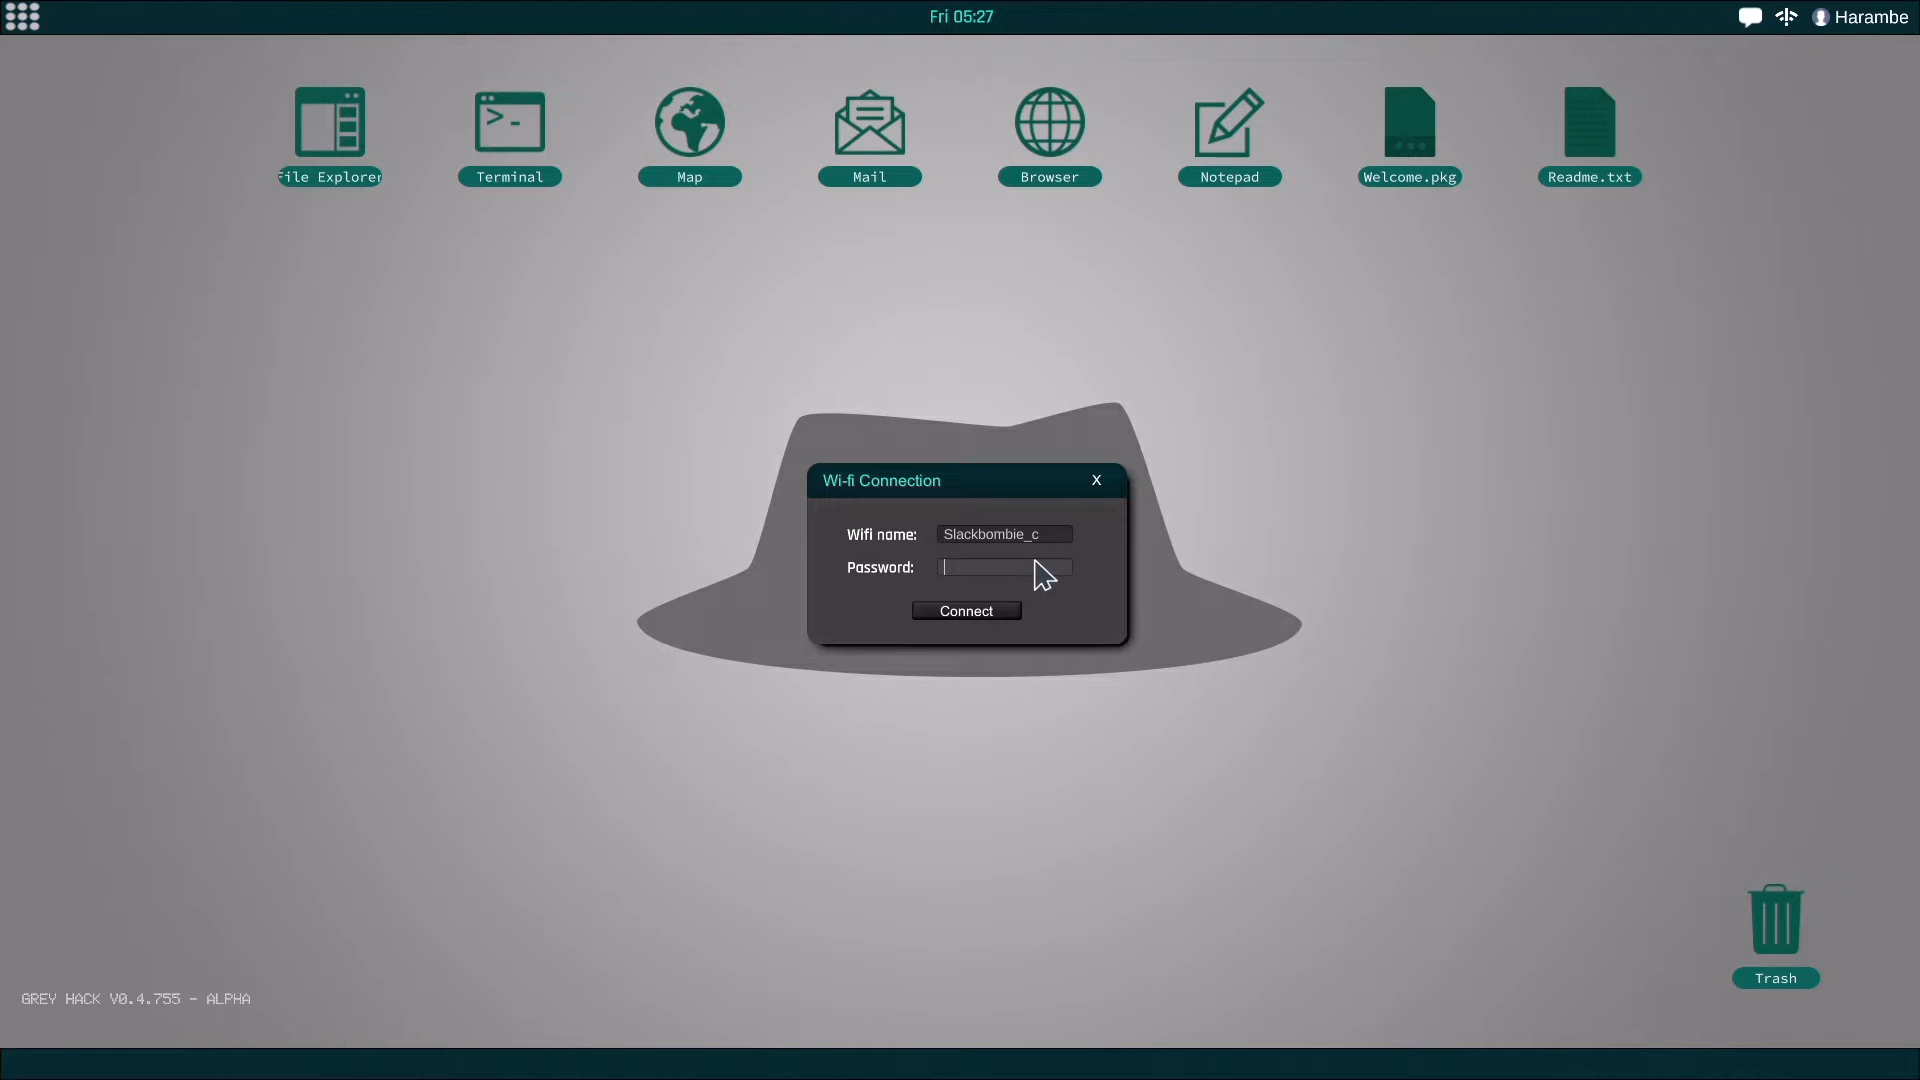 Fri 05:27
Harambe
File Explorer
Terminal
Map
Mail
Browser
Notepad
Welcome.pkg
Readme.txt
>-
Wi-fi Connection
X
Wifi name:
Slackbombie_c
Password:
Connect
Trash
GREY HACK V0.4.755 - ALPHA